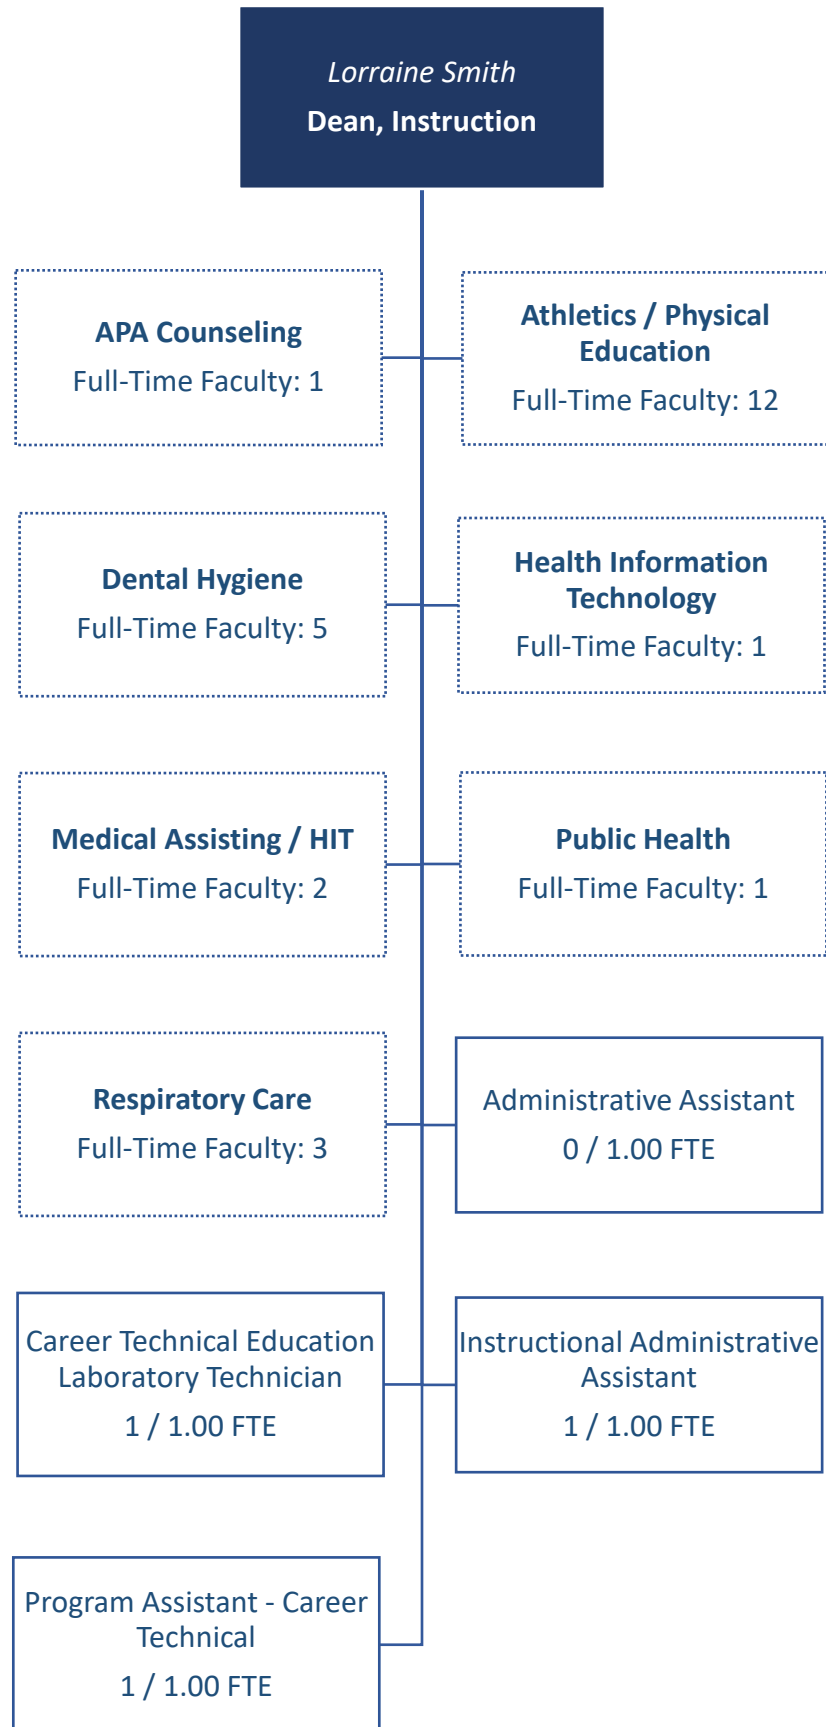 Lorraine Smith
Dean, Instruction
APA Counseling
Full-Time Faculty: 1
Athletics / Physical
Education
Full-Time Faculty: 12
Dental Hygiene
Full-Time Faculty: 5
Health Information
Technology
Full-Time Faculty: 1
Medical Assisting / HIT
Full-Time Faculty: 2
Public Health
Full-Time Faculty: 1
Respiratory Care
Full-Time Faculty: 3
Administrative Assistant
0 / 1.00 FTE
Career Technical Education
Laboratory Technician
1 / 1.00 FTE
Instructional Administrative
Assistant
1 / 1.00 FTE
Program Assistant - Career
Technical
1 / 1.00 FTE